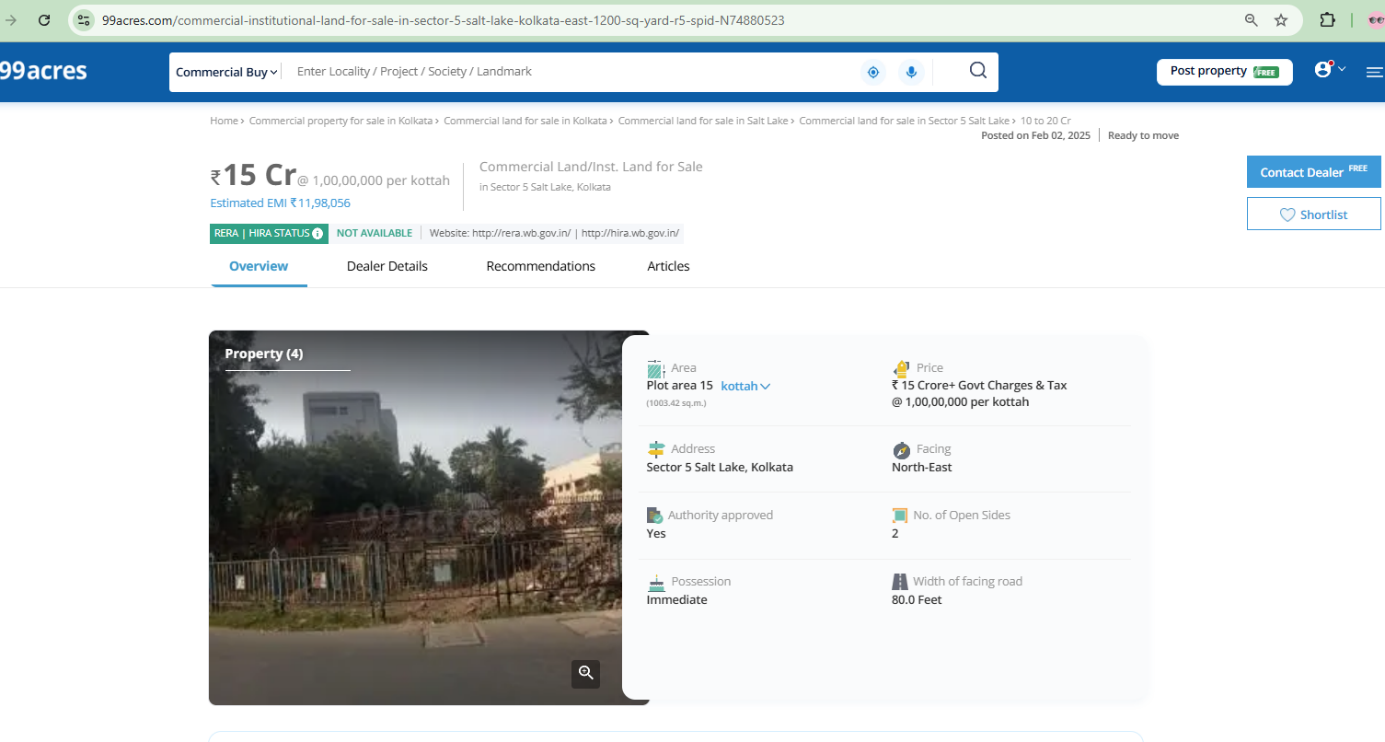 99acres.com/commercial-institutional-land-for-sale-in-sector-5-salt-lake-kolkata-east-1200-sq-yard-r5-spid-N74880523
99acres
Commercial Buy
Enter Locality / Project / Society / Landmark
Post property FREE
Home › Commercial property for sale in Kolkata › Commercial land for sale in Kolkata › Commercial land for sale in Salt Lake › Commercial land for sale in Sector 5 Salt Lake › 10 to 20 Cr
Posted on Feb 02, 2025 | Ready to move
₹15 Cr @ 1,00,00,000 per kottah
Estimated EMI ₹11,98,056
Commercial Land/Inst. Land for Sale
in Sector 5 Salt Lake, Kolkata
Contact Dealer FREE
Shortlist
RERA | HIRA STATUS NOT AVAILABLE | Website: http://rera.wb.gov.in/ | http://hira.wb.gov.in/
Overview Dealer Details Recommendations Articles
Property (4)
99acres
Area
Plot area 15 kottah
(1003.42 sq.m.)
Price
₹ 15 Crore+ Govt Charges & Tax
@ 1,00,00,000 per kottah
Address
Sector 5 Salt Lake, Kolkata
Facing
North-East
Authority approved
Yes
No. of Open Sides
2
Possession
Immediate
Width of facing road
80.0 Feet